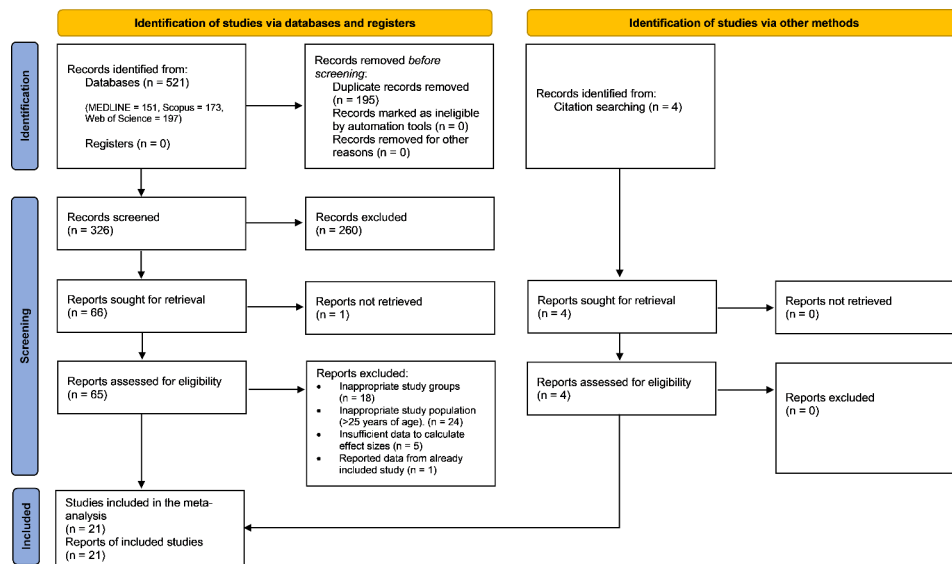 Identification of studies via databases and registers
Identification of studies via other methods
Identification
Records identified from:
Databases (n = 521)
(MEDLINE = 151, Scopus = 173,
Web of Science = 197)
Registers (n = 0)
Records removed before
screening:
Duplicate records removed
(n = 195)
Records marked as ineligible
by automation tools (n = 0)
Records removed for other
reasons (n = 0)
Records identified from:
Citation searching (n = 4)
Screening
Records screened
(n = 326)
Records excluded
(n = 260)
Reports sought for retrieval
(n = 66)
Reports not retrieved
(n = 1)
Reports sought for retrieval
(n = 4)
Reports not retrieved
(n = 0)
Reports assessed for eligibility
(n = 65)
Reports excluded:
• Inappropriate study groups
(n = 18)
• Inappropriate study population
(>25 years of age). (n = 24)
• Insufficient data to calculate
effect sizes (n = 5)
• Reported data from already
included study (n = 1)
Reports assessed for eligibility
(n = 4)
Reports excluded
(n = 0)
Included
Studies included in the meta-
analysis
(n = 21)
Reports of included studies
(n = 21)